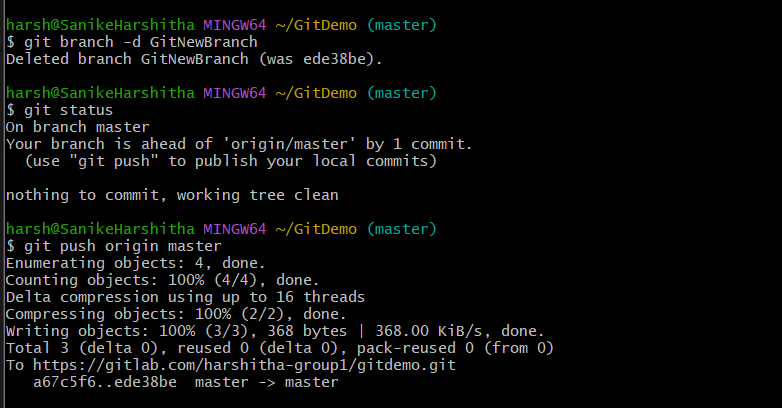 harsh@SanikeHarshitha MINGW64 ~/GitDemo (master)
$ git branch -d GitNewBranch
Deleted branch GitNewBranch (was ede38be).
harsh@SanikeHarshitha MINGW64 ~/GitDemo (master)
$ git status
On branch master
Your branch is ahead of 'origin/master' by 1 commit.
  (use "git push" to publish your local commits)
nothing to commit, working tree clean
harsh@SanikeHarshitha MINGW64 ~/GitDemo (master)
$ git push origin master
Enumerating objects: 4, done.
Counting objects: 100% (4/4), done.
Delta compression using up to 16 threads
Compressing objects: 100% (2/2), done.
Writing objects: 100% (3/3), 368 bytes | 368.00 KiB/s, done.
Total 3 (delta 0), reused 0 (delta 0), pack-reused 0 (from 0)
To https://gitlab.com/harshitha-group1/gitdemo.git
   a67c5f6..ede38be  master -> master